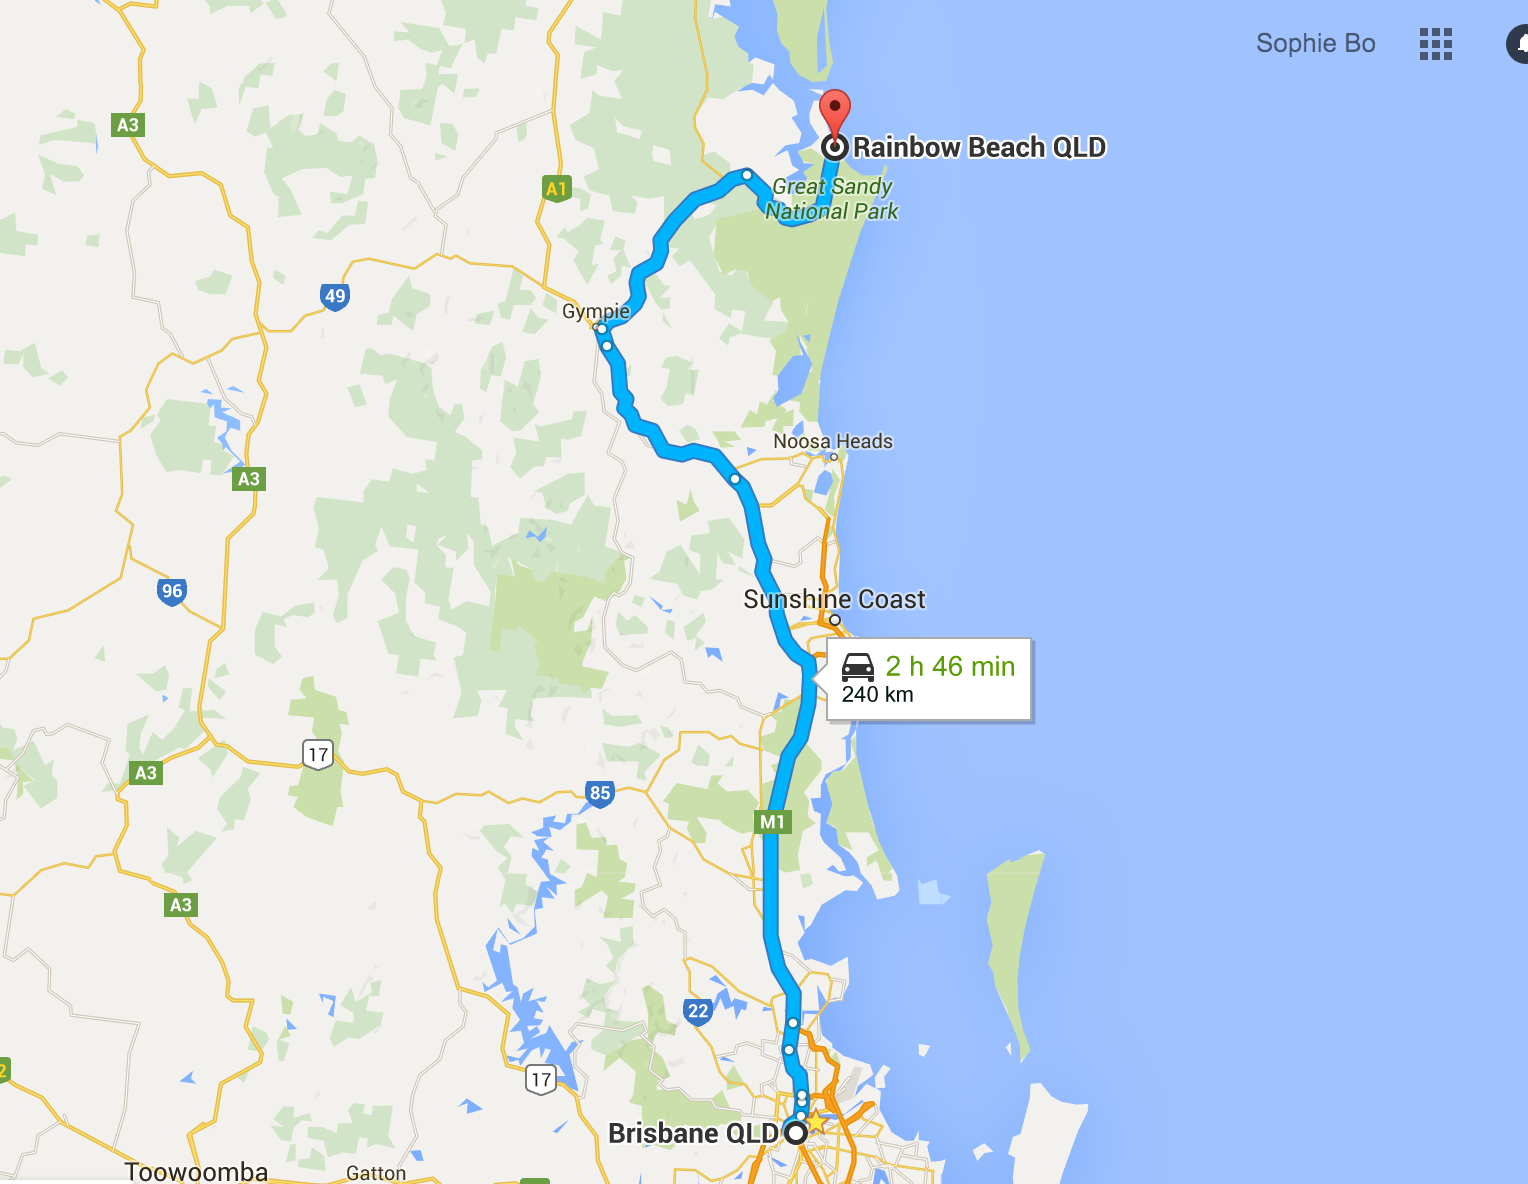 Sophie Bo
A3
Rainbow Beach QLD
A1
Great Sandy
National Park
49
Gympie
Noosa Heads
A3
96
Sunshine Coast
2 h 46 min
240 km
17
A3
85
M1
A3
22
2
17
Brisbane QLD
Toowoomba
Gatton